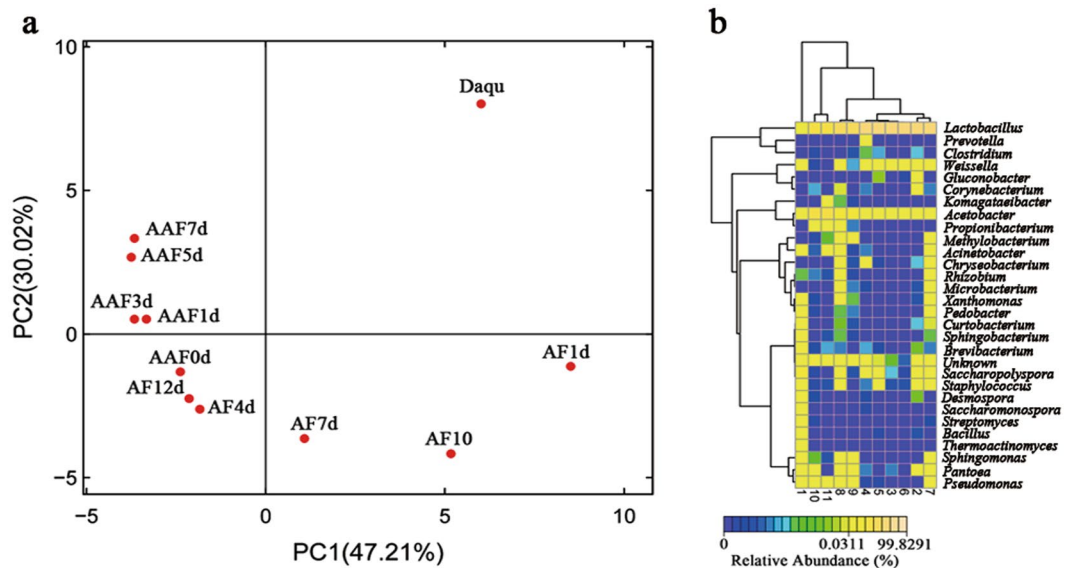 a
10
5
0
−5
PC2(30.02%)
Daqu
AAF7d
AAF5d
AAF3d
AAF1d
AAF0d
AF12d
AF4d
AF7d
AF10
AF1d
−5
0
5
10
PC1(47.21%)
b
Lactobacillus
Prevotella
Clostridium
Weissella
Gluconobacter
Corynebacterium
Komagataeibacter
Acetobacter
Propionibacterium
Methylobacterium
Acinetobacter
Chryseobacterium
Rhizobium
Microbacterium
Xanthomonas
Pedobacter
Curtobacterium
Sphingobacterium
Brevibacterium
Unknown
Saccharopolyspora
Staphylococcus
Desmospora
Saccharomonospora
Streptomyces
Bacillus
Thermoactinomyces
Sphingomonas
Pantoea
Pseudomonas
1 10 11 8 9 4 5 3 6 2 7
0 0.0311 99.8291
Relative Abundance (%)